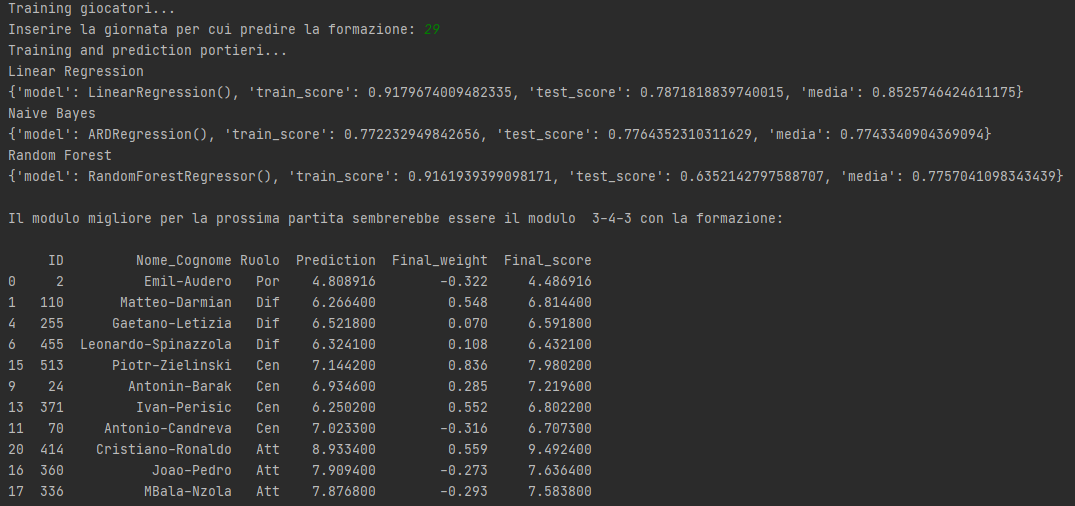 Training giocatori...
Inserire la giornata per cui predire la formazione: 29
Training and prediction portieri...
Linear Regression
{'model': LinearRegression(), 'train_score': 0.9179674009482335, 'test_score': 0.7871818839740015, 'media': 0.8525746424611175}
Naive Bayes
{'model': ARDRegression(), 'train_score': 0.772232949842656, 'test_score': 0.7764352310311629, 'media': 0.7743340904369094}
Random Forest
{'model': RandomForestRegressor(), 'train_score': 0.9161939399098171, 'test_score': 0.6352142797588707, 'media': 0.7757041098343439}
Il modulo migliore per la prossima partita sembrerebbe essere il modulo  3-4-3 con la formazione:
ID Nome_Cognome Ruolo Prediction Final_weight Final_score
0 2 Emil-Audero Por 4.808916 -0.322 4.486916
1 110 Matteo-Darmian Dif 6.266400 0.548 6.814400
4 255 Gaetano-Letizia Dif 6.521800 0.070 6.591800
6 455 Leonardo-Spinazzola Dif 6.324100 0.108 6.432100
15 513 Piotr-Zielinski Cen 7.144200 0.836 7.980200
9 24 Antonin-Barak Cen 6.934600 0.285 7.219600
13 371 Ivan-Perisic Cen 6.250200 0.552 6.802200
11 70 Antonio-Candreva Cen 7.023300 -0.316 6.707300
20 414 Cristiano-Ronaldo Att 8.933400 0.559 9.492400
16 360 Joao-Pedro Att 7.909400 -0.273 7.636400
17 336 MBala-Nzola Att 7.876800 -0.293 7.583800